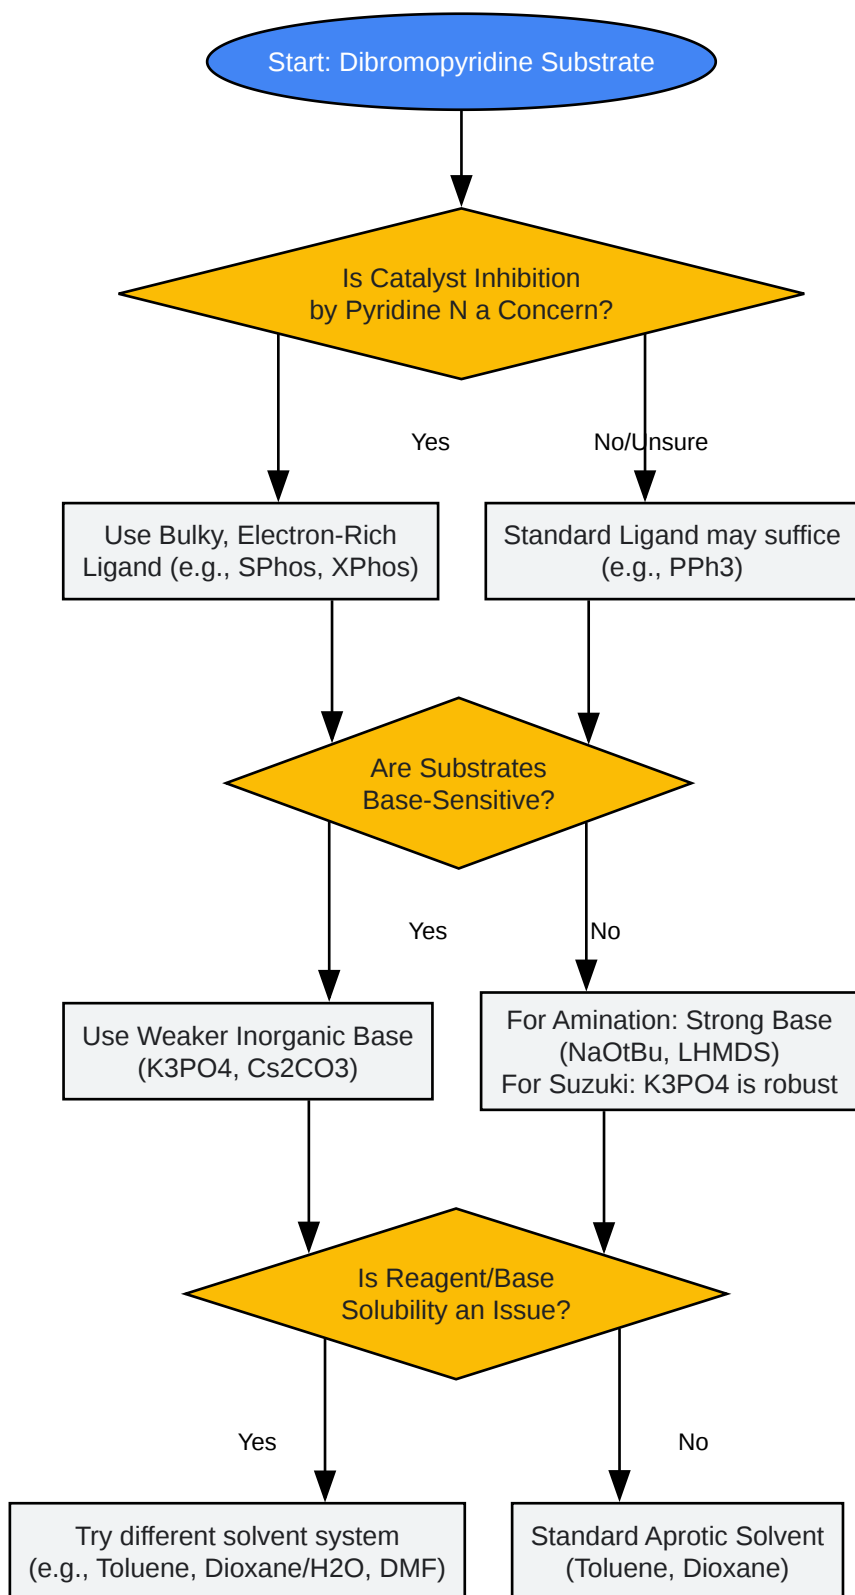 Start: Dibromopyridine Substrate
Is Catalyst Inhibition
by Pyridine N a Concern?
Yes
No/Unsure
Use Bulky, Electron-Rich
Ligand (e.g., SPhos, XPhos)
Standard Ligand may suffice
(e.g., PPh3)
Are Substrates
Base-Sensitive?
Yes
No
Use Weaker Inorganic Base
(K3PO4, Cs2CO3)
For Amination: Strong Base
(NaOtBu, LHMDS)
For Suzuki: K3PO4 is robust
Is Reagent/Base
Solubility an Issue?
Yes
No
Try different solvent system
(e.g., Toluene, Dioxane/H2O, DMF)
Standard Aprotic Solvent
(Toluene, Dioxane)